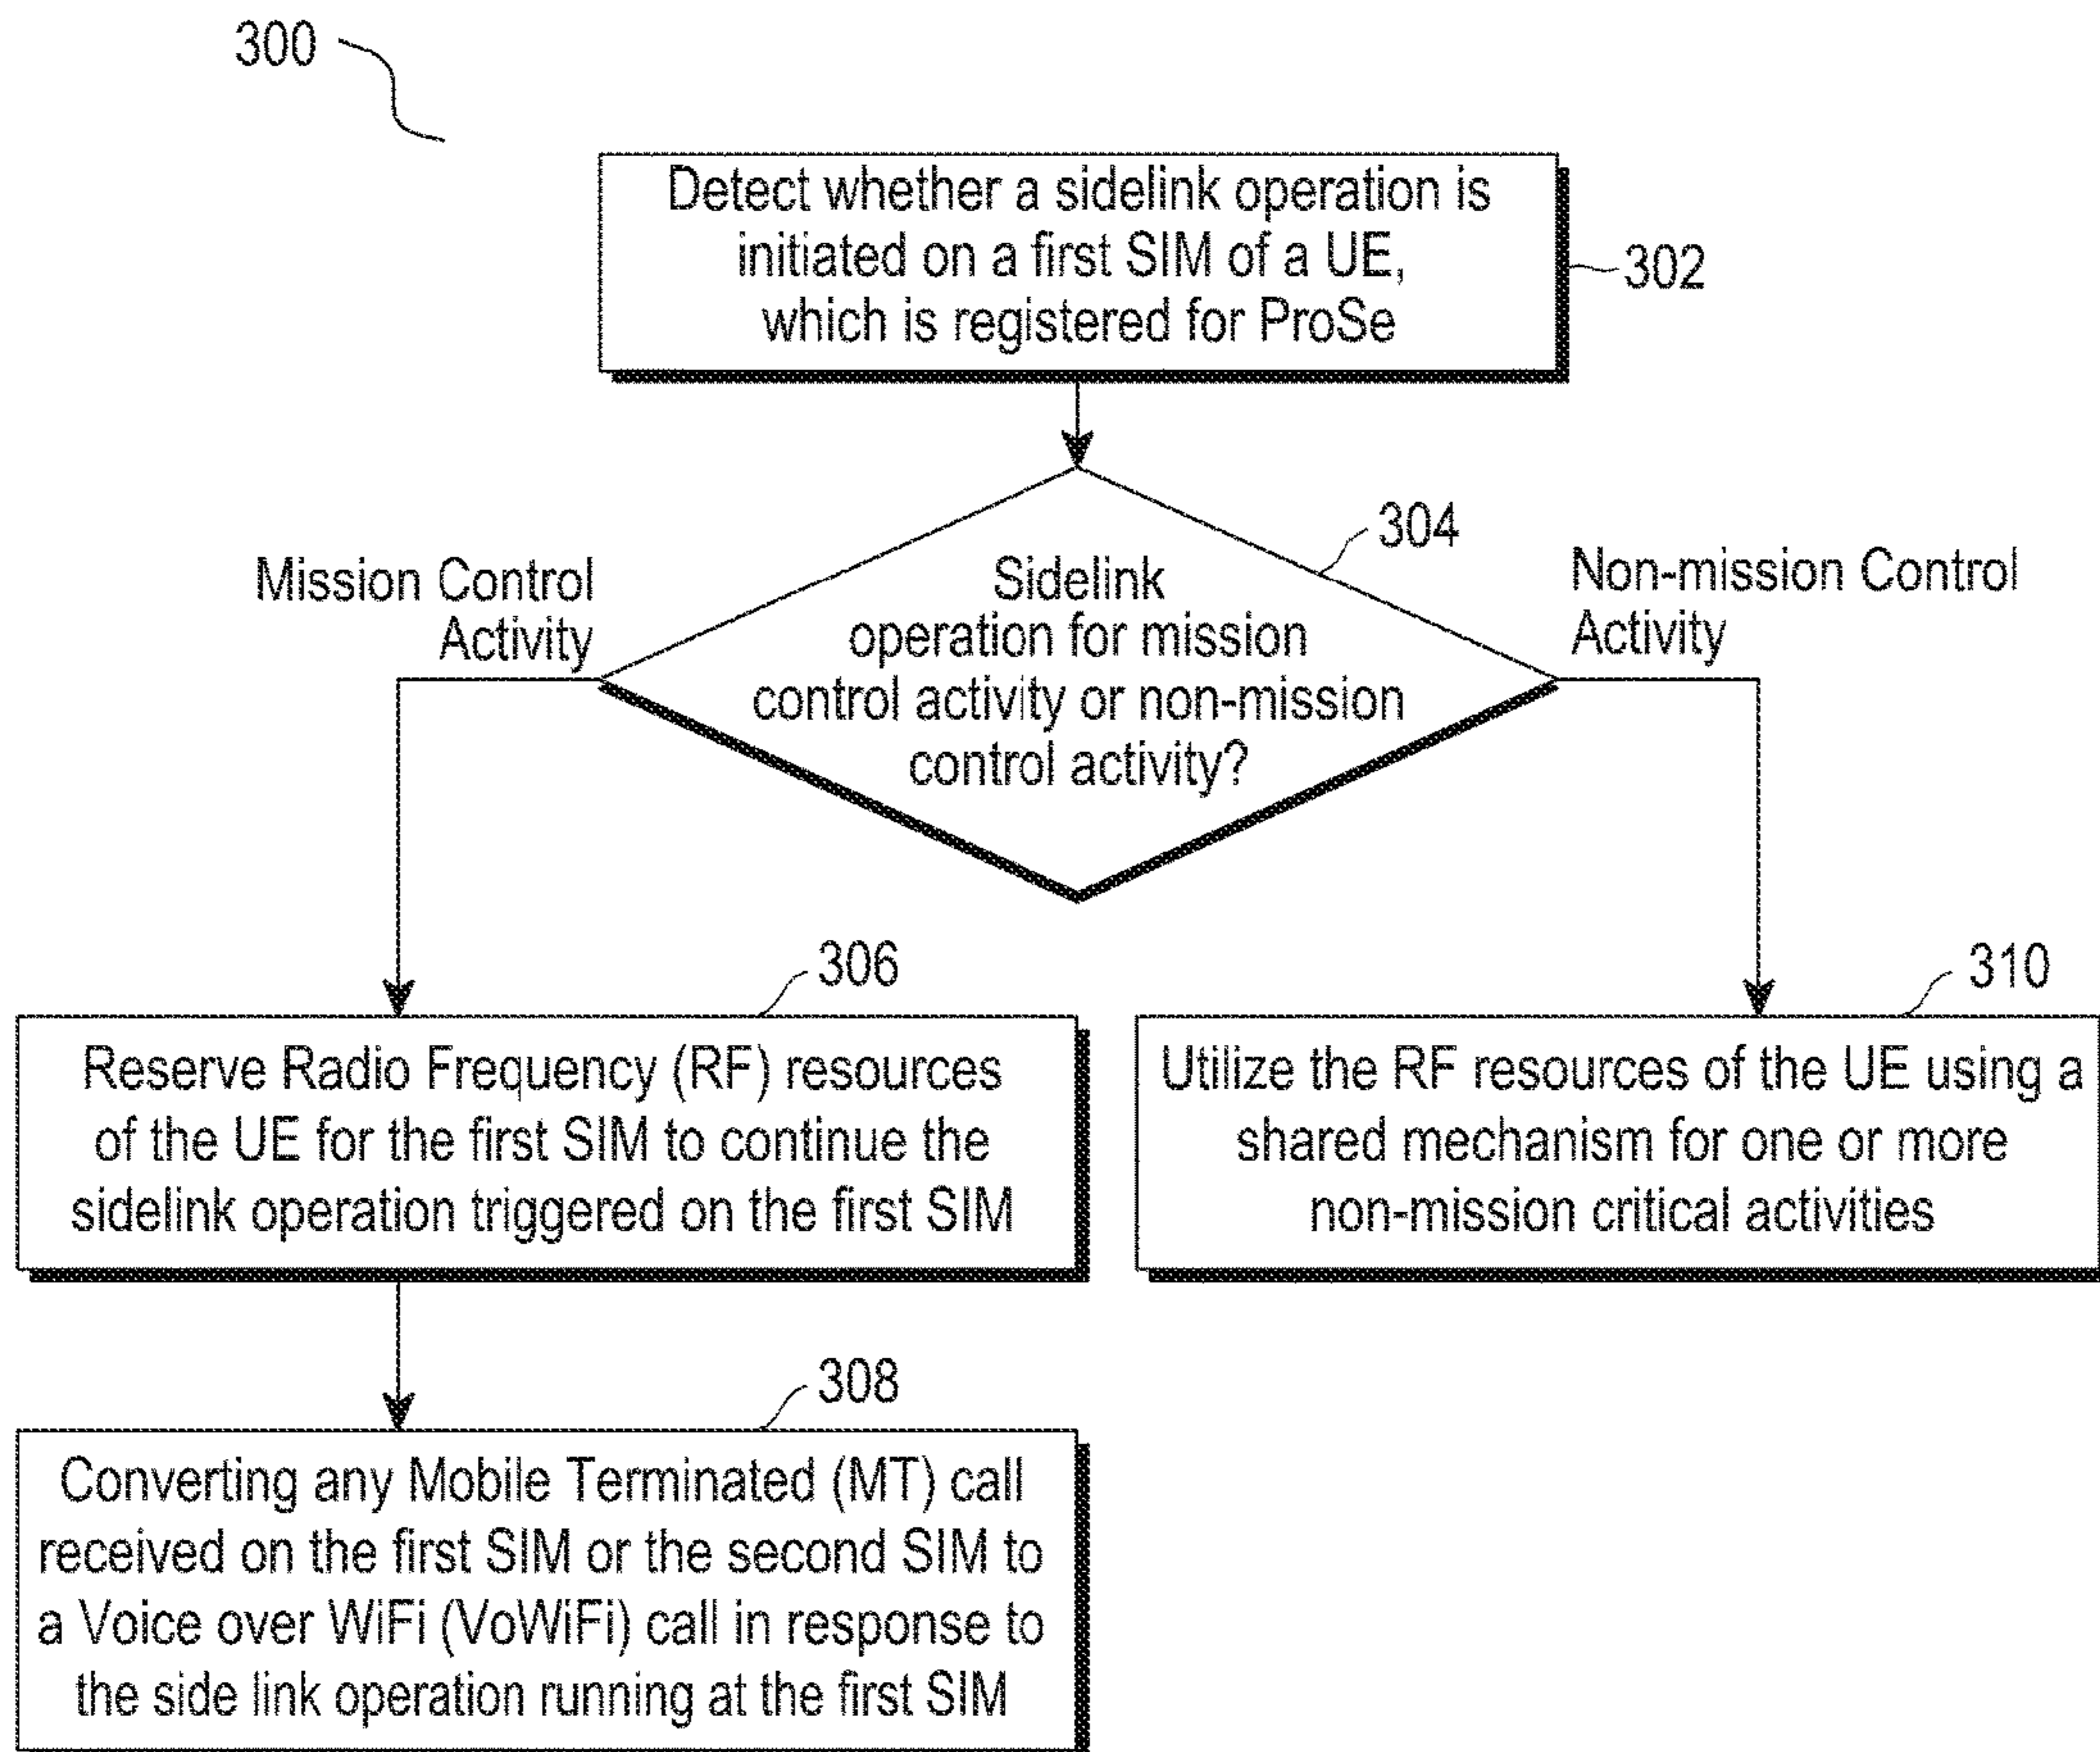 300
Detect whether a sidelink operation is
initiated on a first SIM of a UE,
which is registered for ProSe
302
304
Mission Control
Activity
Sidelink
operation for mission
control activity or non-mission
control activity?
Non-mission Control
Activity
306
Reserve Radio Frequency (RF) resources
of the UE for the first SIM to continue the
sidelink operation triggered on the first SIM
310
Utilize the RF resources of the UE using a
shared mechanism for one or more
non-mission critical activities
308
Converting any Mobile Terminated (MT) call
received on the first SIM or the second SIM to
a Voice over WiFi (VoWiFi) call in response to
the side link operation running at the first SIM